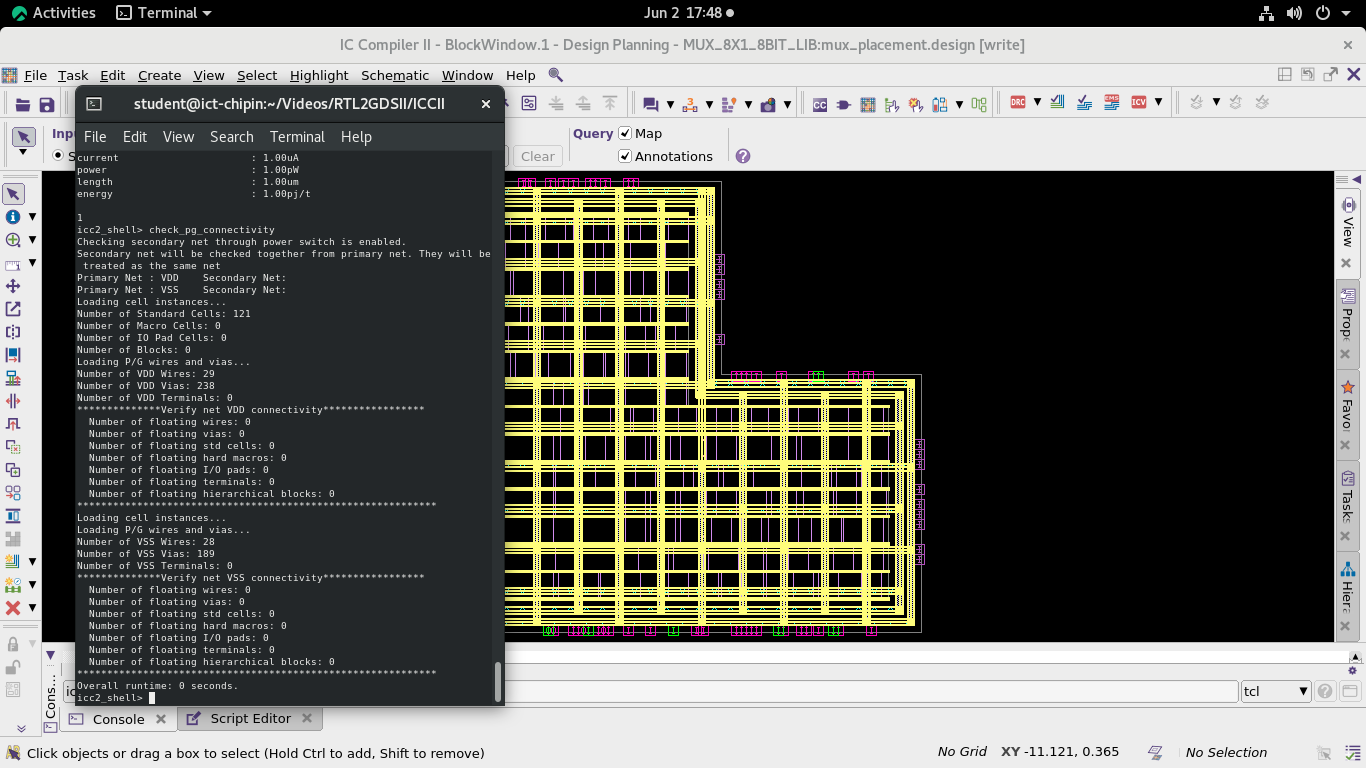 Activities
Terminal
Jun 2 17:48
IC Compiler II - BlockWindow.1 - Design Planning - MUX_8X1_8BIT_LIB:mux_placement.design [write]
File Task Edit Create View Select Highlight Schematic Window Help
student@ict-chipin:~/Videos/RTL2GDSII/ICCII
File Edit View Search Terminal Help
Query Map
Clear
Annotations
current : 1.00uA
power : 1.00pW
length : 1.00um
energy : 1.00pj/t
1
icc2_shell> check_pg_connectivity
Checking secondary net through power switch is enabled.
Secondary net will be checked together from primary net. They will be
treated as the same net
Primary Net : VDD Secondary Net:
Primary Net : VSS Secondary Net:
Loading cell instances...
Number of Standard Cells: 121
Number of Macro Cells: 0
Number of IO Pad Cells: 0
Number of Blocks: 0
Loading P/G wires and vias...
Number of VDD Wires: 29
Number of VDD Vias: 238
Number of VDD Terminals: 0
**************Verify net VDD connectivity*****************
Number of floating wires: 0
Number of floating vias: 0
Number of floating std cells: 0
Number of floating hard macros: 0
Number of floating I/O pads: 0
Number of floating terminals: 0
Number of floating hierarchical blocks: 0
************************************************************
Loading cell instances...
Loading P/G wires and vias...
Number of VSS Wires: 28
Number of VSS Vias: 189
Number of VSS Terminals: 0
**************Verify net VSS connectivity*****************
Number of floating wires: 0
Number of floating vias: 0
Number of floating std cells: 0
Number of floating hard macros: 0
Number of floating I/O pads: 0
Number of floating terminals: 0
Number of floating hierarchical blocks: 0
************************************************************
Overall runtime: 0 seconds.
icc2_shell>
DRC
EMS
ICV
View
Prope
Favo
Tasks
Hiera
Cons...
tcl
Console
Script Editor
Click objects or drag a box to select (Hold Ctrl to add, Shift to remove)
No Grid
XY -11.121, 0.365
No Selection